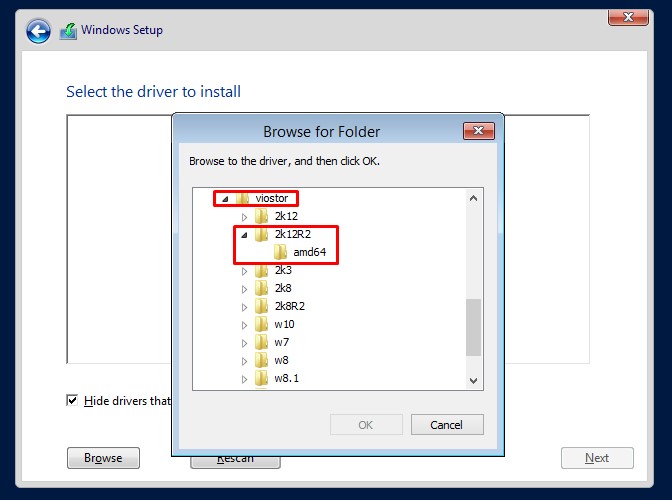 Windows Setup
Select the driver to install
Browse for Folder
Browse to the driver, and then click OK.
viostor
2k12
2k12R2
amd64
2k3
2k8
2k8R2
w10
w7
w8
w8.1
Hide drivers that
OK
Cancel
Browse
Rescan
Next